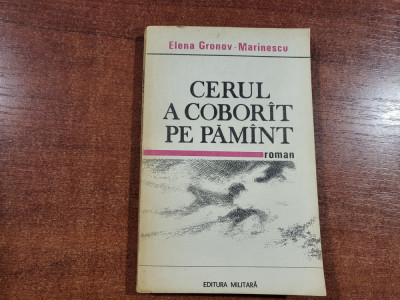 Elena Gronov-Marinescu
CERUL
A COBORÎT
PE PĂMÎNT
roman
EDITURA MILITARĂ